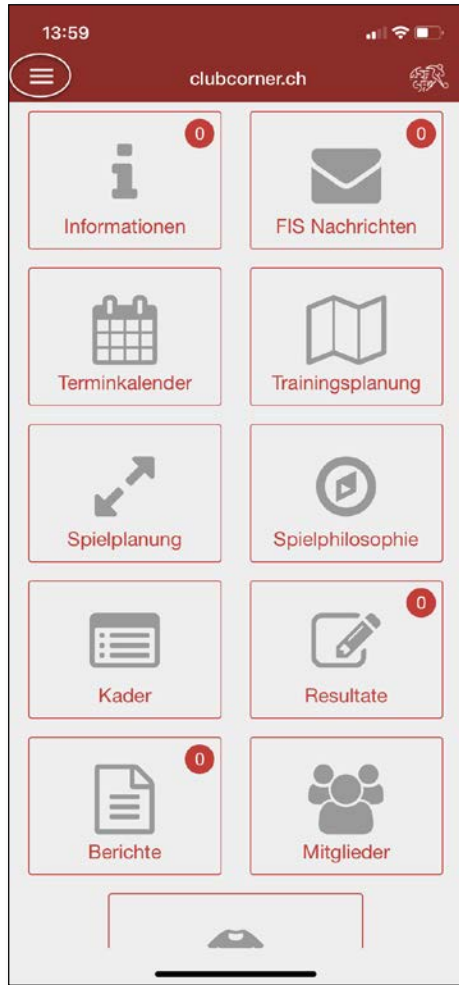 13:59
clubcorner.ch
0
0
Informationen
FIS Nachrichten
Terminkalender
Trainingsplanung
Spielplanung
Spielphilosophie
0
Kader
Resultate
0
Berichte
Mitglieder